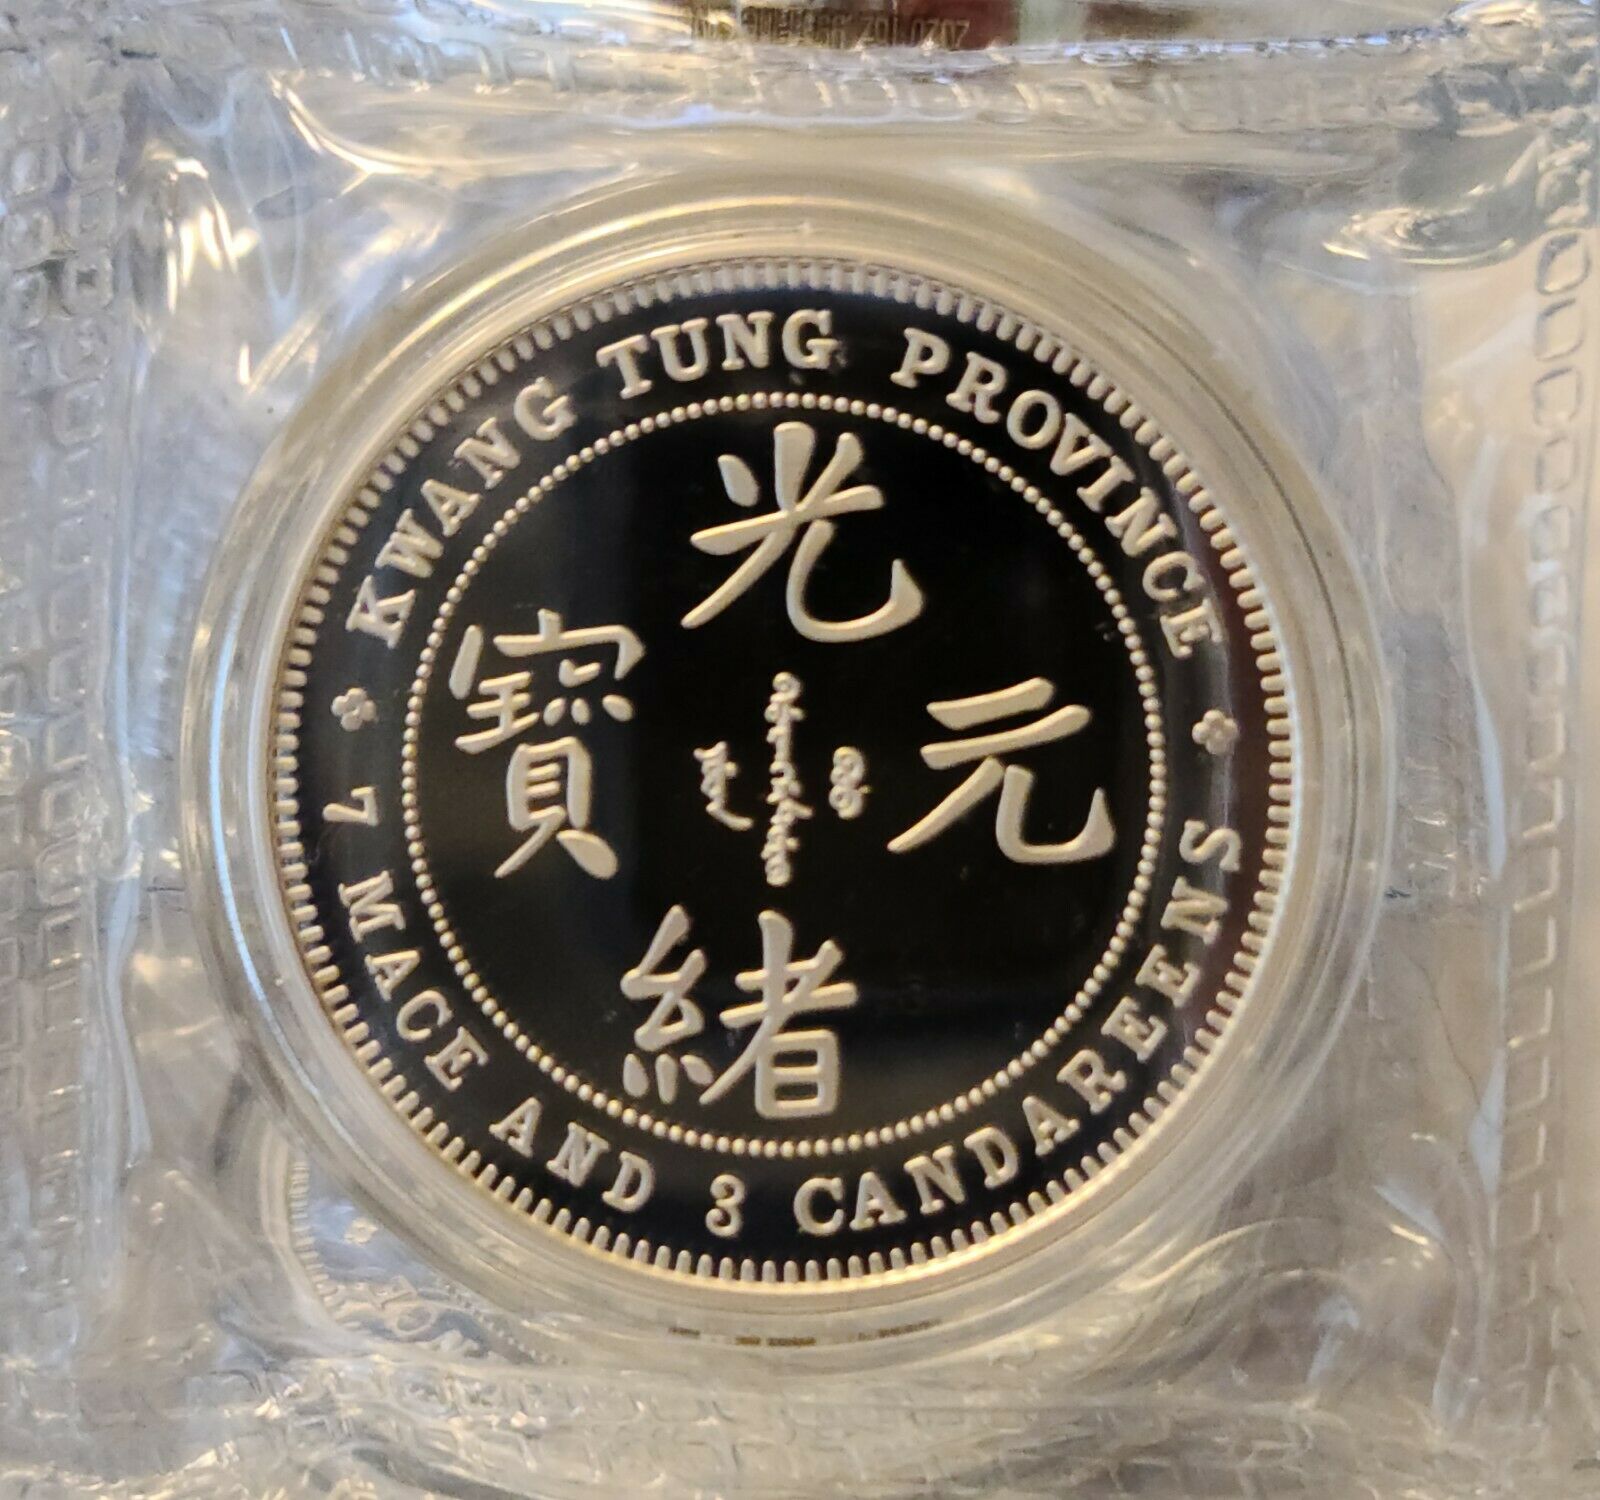 KWANG TUNG PROVINCE
光
寶 元
緒
7 MACE AND 3 CANDAREENS